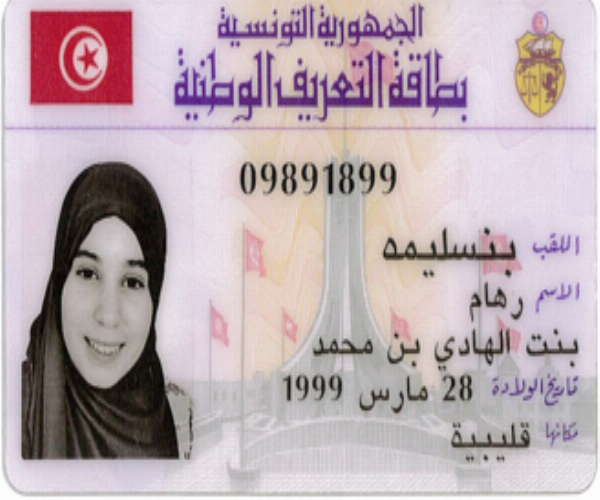 الجمهورية التونسية
بطاقة التعريف الوطنية
09891899
اللقب بنسليمه
الاسم رهام
بنت الهادي بن محمد
تاريخ الولادة 28 مارس 1999
مكانها قليبية